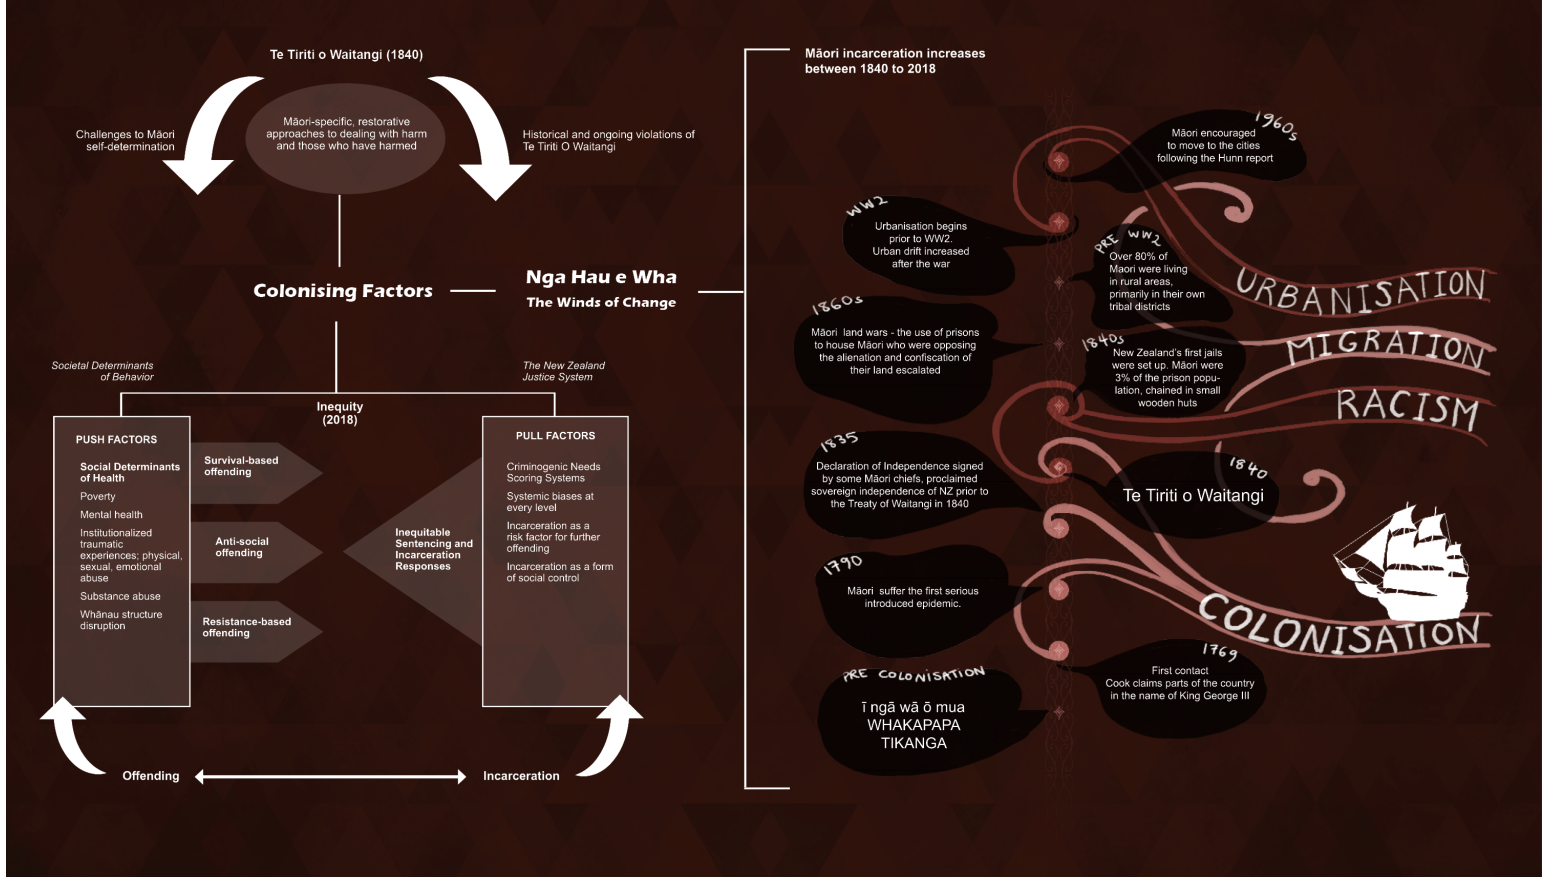 Te Tiriti o Waitangi (1840)
Māori-specific, restorative
approaches to dealing with harm
and those who have harmed
Challenges to Māori
self-determination
Historical and ongoing violations of
Te Tiriti O Waitangi
Colonising Factors
Nga Hau e Wha
The Winds of Change
Societal Determinants
of Behavior
The New Zealand
Justice System
Inequity
(2018)
PUSH FACTORS
Social Determinants
of Health
Poverty
Mental health
Institutionalized
traumatic
experiences; physical,
sexual, emotional
abuse
Substance abuse
Whānau structure
disruption
Survival-based
offending
Anti-social
offending
Resistance-based
offending
Inequitable
Sentencing and
Incarceration
Responses
PULL FACTORS
Criminogenic Needs
Scoring Systems
Systemic biases at
every level
Incarceration as a
risk factor for further
offending
Incarceration as a form
of social control
Offending
Incarceration
Māori incarceration increases
between 1840 to 2018
1960s
Māori encouraged
to move to the cities
following the Hunn report
WW2
Urbanisation begins
prior to WW2.
Urban drift increased
after the war
PRE WW2
Over 80% of
Maori were living
in rural areas,
primarily in their own
tribal districts
1860s
Māori land wars - the use of prisons
to house Māori who were opposing
the alienation and confiscation of
their land escalated
1840s
New Zealand's first jails
were set up. Māori were
3% of the prison popu-
lation, chained in small
wooden huts
1835
Declaration of Independence signed
by some Māori chiefs, proclaimed
sovereign independence of NZ prior to
the Treaty of Waitangi in 1840
1840
Te Tiriti o Waitangi
1790
Māori suffer the first serious
introduced epidemic.
1769
First contact
Cook claims parts of the country
in the name of King George III
PRE COLONISATION
ī ngā wā ō mua
WHAKAPAPA
TIKANGA
URBANISATION
MIGRATION
RACISM
COLONISATION